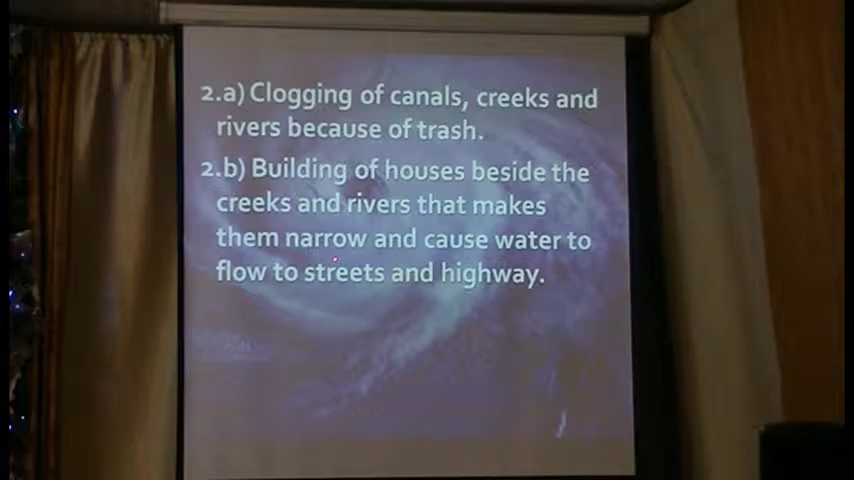 2.a) Clogging of canals, creeks and
rivers because of trash.
2.b) Building of houses beside the
creeks and rivers that makes
them narrow and cause water to
flow to streets and highway.